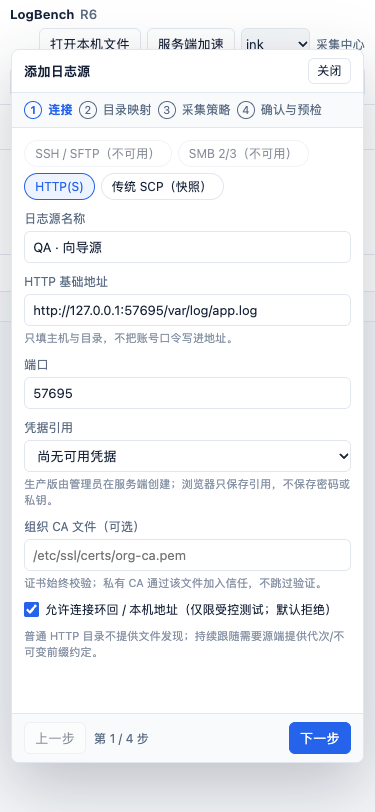 LogBench R6
打开本机文件 服务端加速 ink 采集中心
添加日志源 关闭
1 连接 2 目录映射 3 采集策略 4 确认与预检
SSH / SFTP（不可用） SMB 2/3（不可用）
HTTP(S) 传统 SCP（快照）
日志源名称
QA · 向导源
HTTP 基础地址
http://127.0.0.1:57695/var/log/app.log
只填主机与目录，不把账号口令写进地址。
端口
57695
凭据引用
尚无可用凭据
生产版由管理员在服务端创建；浏览器只保存引用，不保存密码或
私钥。
组织 CA 文件（可选）
/etc/ssl/certs/org-ca.pem
证书始终校验；私有 CA 通过该文件加入信任，不跳过验证。
允许连接环回 / 本机地址（仅限受控测试；默认拒绝）
普通 HTTP 目录不提供文件发现；持续跟随需要源端提供代次/不
可变前缀约定。
上一步 第 1 / 4 步 下一步